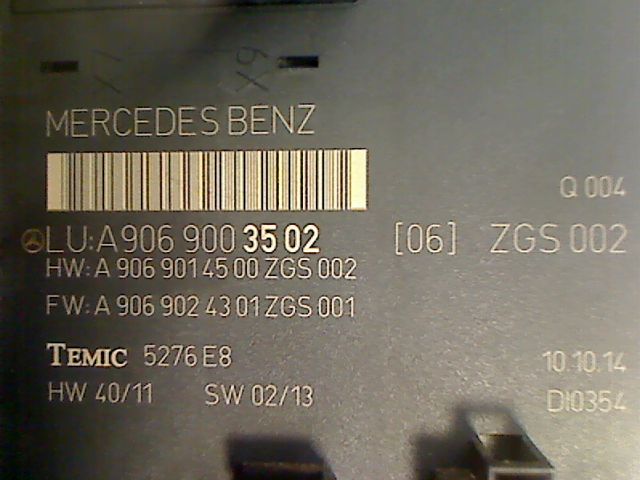 X7 X9
MERCEDES BENZ
Q 004
LU: A 906 900 35 02 [06] ZGS 002
HW: A 906 901 45 00 ZGS 002
FW: A 906 902 43 01 ZGS 001
TEMIC 5276 E8 10.10.14
HW 40/11 SW 02/13 DI0354